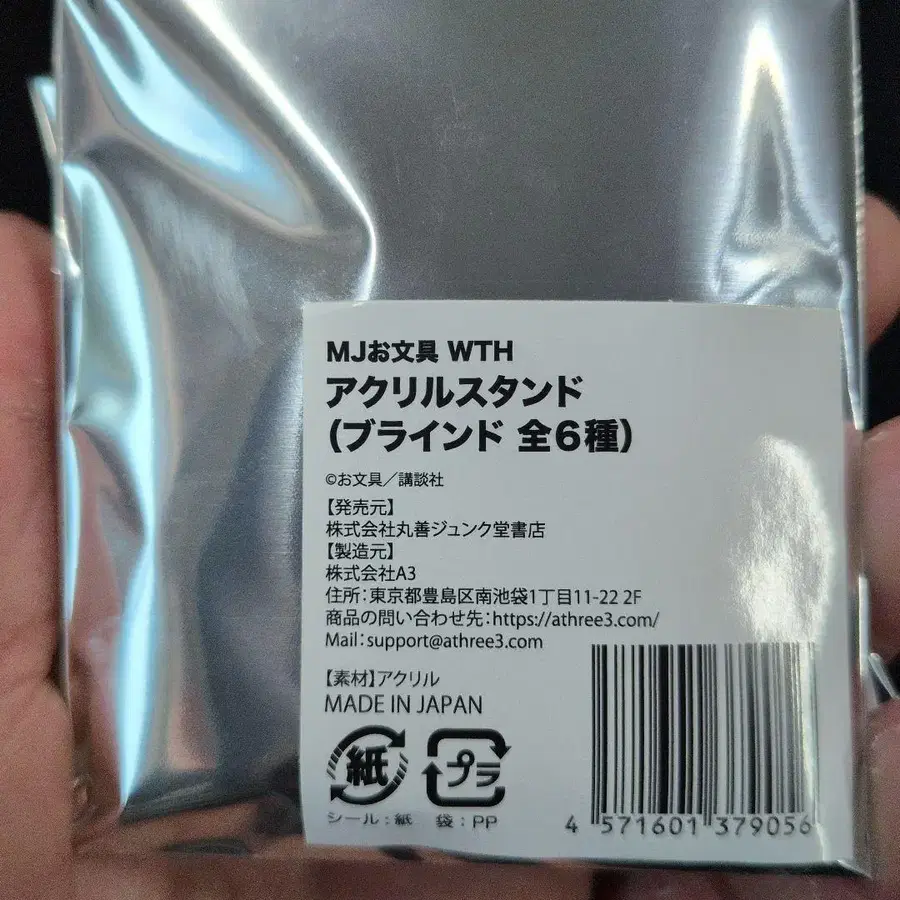 MJお文具 WTH
アクリルスタンド
（ブラインド 全6種）
©お文具／講談社
【発売元】
株式会社丸善ジュンク堂書店
【製造元】
株式会社A3
住所：東京都豊島区南池袋1丁目11-22 2F
商品の問い合わせ先：https://athree3.com/
Mail：support@athree3.com
【素材】アクリル
MADE IN JAPAN
紙 プラ
シール：紙 袋：PP
4 571601 379056